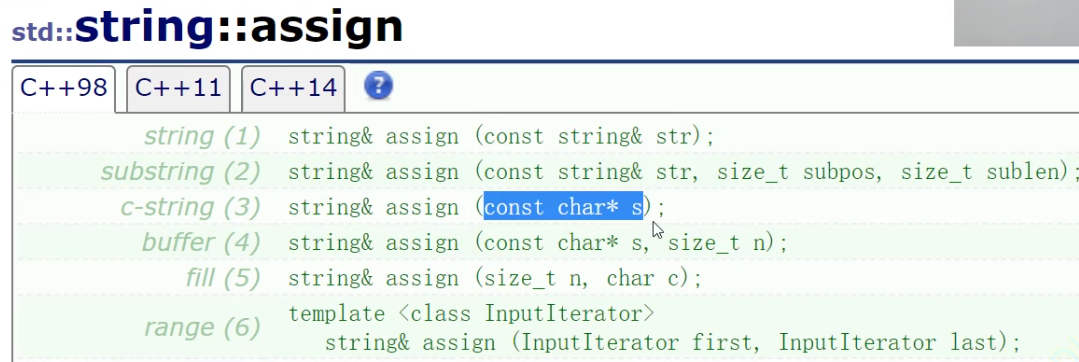 std::string::assign
C++98 C++11 C++14 ?
string (1) string& assign (const string& str);
substring (2) string& assign (const string& str, size_t subpos, size_t sublen);
c-string (3) string& assign (const char* s);
buffer (4) string& assign (const char* s, size_t n);
fill (5) string& assign (size_t n, char c);
range (6) template <class InputIterator>
string& assign (InputIterator first, InputIterator last);